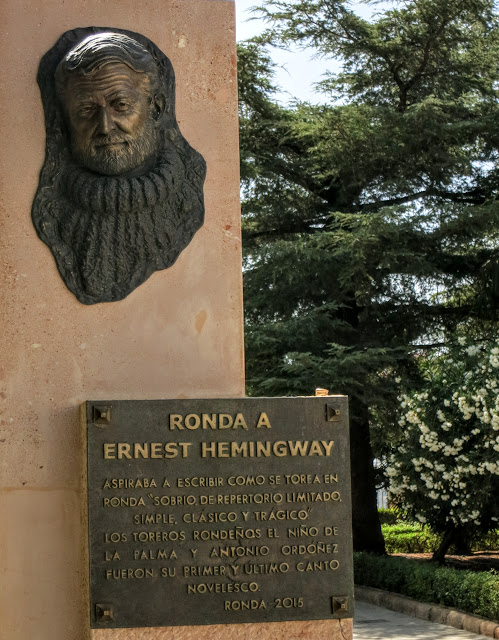 RONDA A
ERNEST HEMINGWAY
ASPIRABA A ESCRIBIR COMO SE TOREA EN
RONDA "SOBRIO DE REPERTORIO LIMITADO,
SIMPLE, CLÁSICO Y TRÁGICO"
LOS TOREROS RONDEÑOS EL NIÑO DE
LA PALMA Y ANTONIO ORDÓÑEZ
FUERON SU PRIMER Y ÚLTIMO CANTO
NOVELESCO.
RONDA 2015